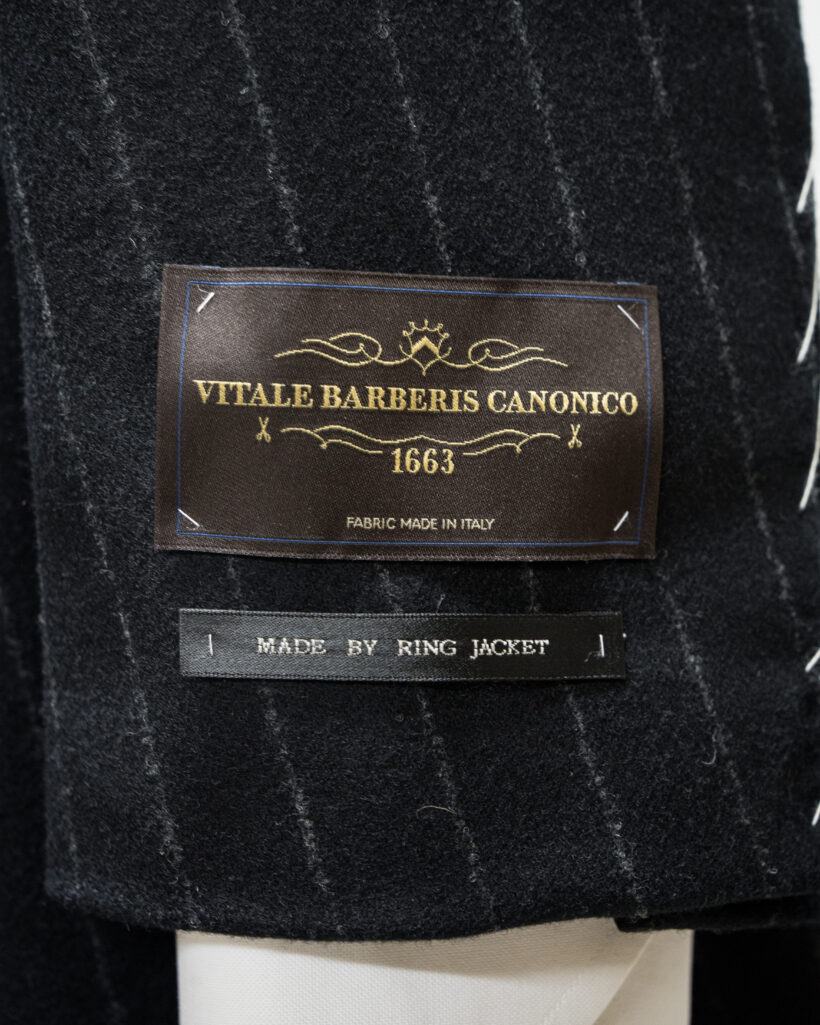 VITALE BARBERIS CANONICO
1663
FABRIC MADE IN ITALY
MADE BY RING JACKET